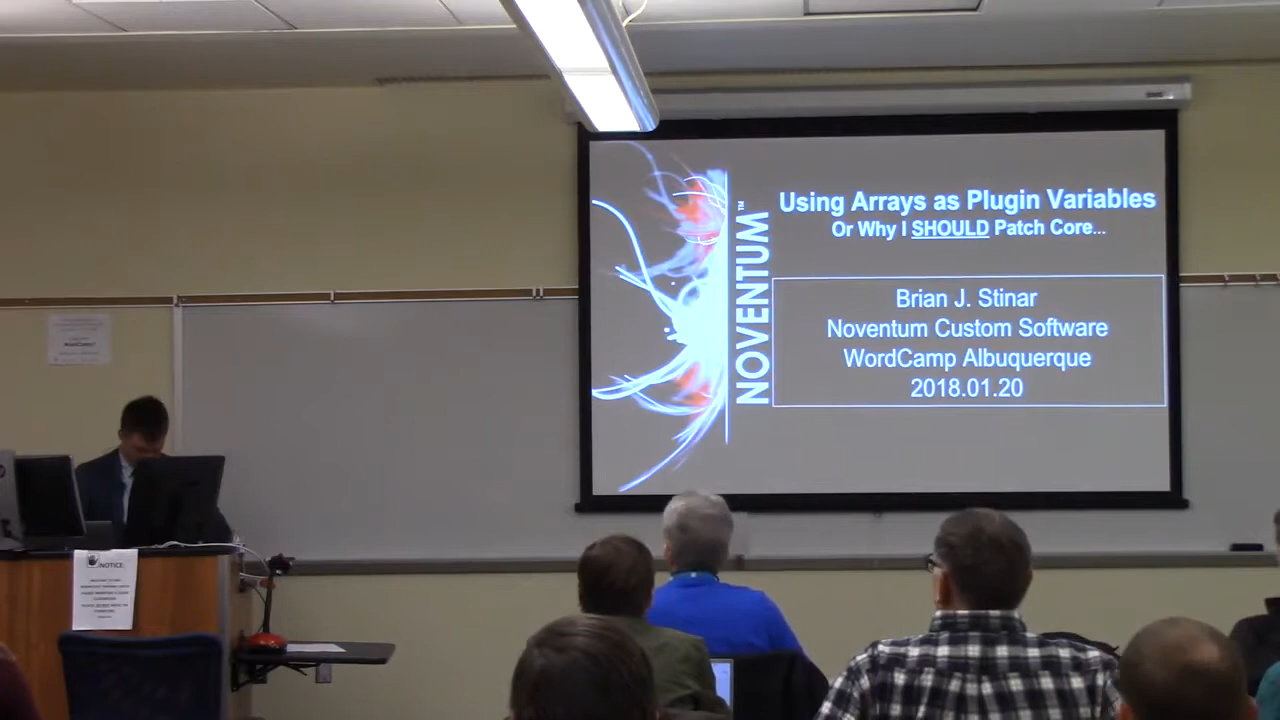 Using Arrays as Plugin Variables
Or Why I SHOULD Patch Core...
NOVENTUM™
Brian J. Stinar
Noventum Custom Software
WordCamp Albuquerque
2018.01.20
NOTICE